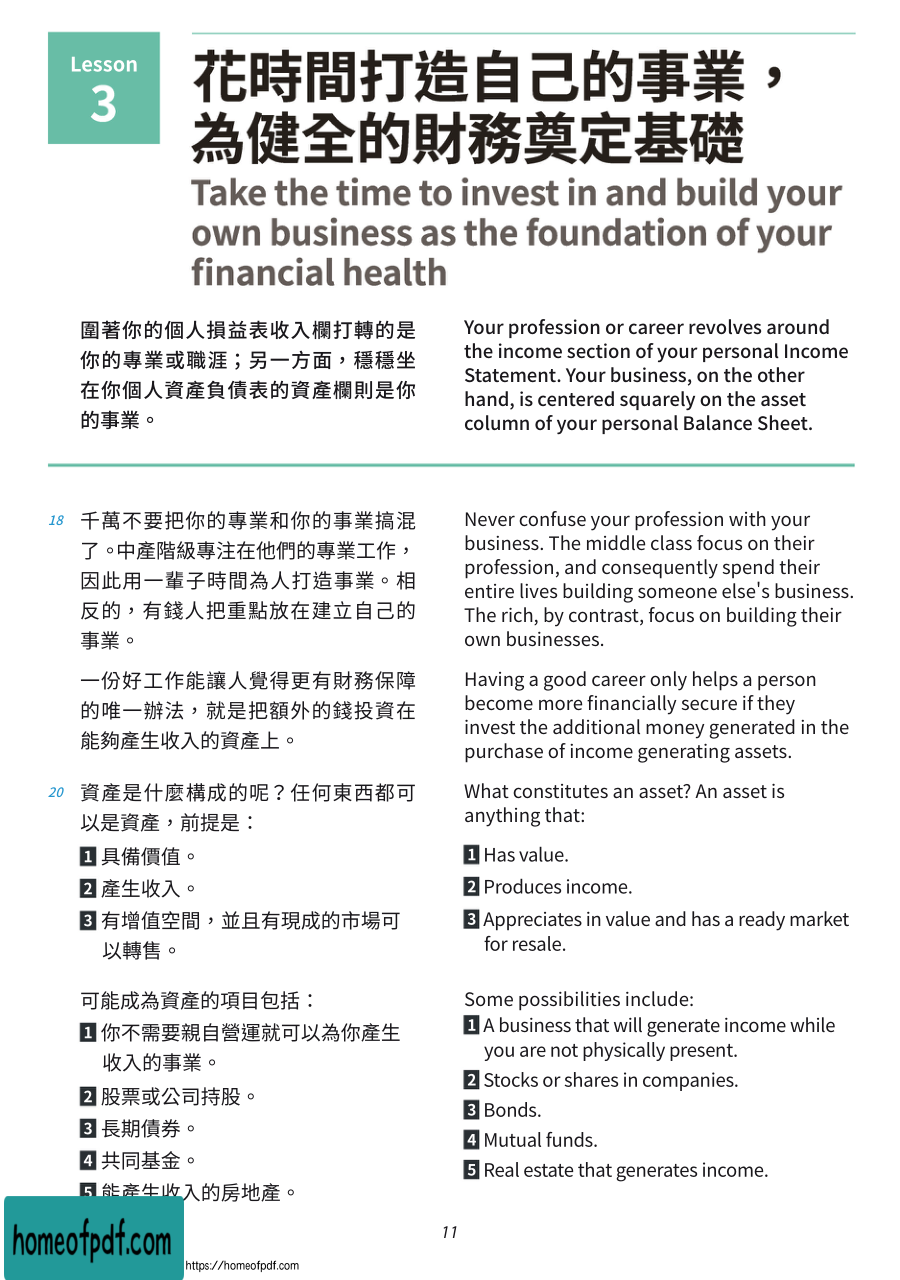 Lesson
3
花時間打造自己的事業，
為健全的財務奠定基礎
Take the time to invest in and build your
own business as the foundation of your
financial health
圍著你的個人損益表收入欄打轉的是
你的專業或職涯；另一方面，穩穩坐
在你個人資產負債表的資產欄則是你
的事業。
Your profession or career revolves around
the income section of your personal Income
Statement. Your business, on the other
hand, is centered squarely on the asset
column of your personal Balance Sheet.
18
千萬不要把你的專業和你的事業搞混
了。中產階級專注在他們的專業工作，
因此用一輩子時間為人打造事業。相
反的，有錢人把重點放在建立自己的
事業。
一份好工作能讓人覺得更有財務保障
的唯一辦法，就是把額外的錢投資在
能夠產生收入的資產上。
Never confuse your profession with your
business. The middle class focus on their
profession, and consequently spend their
entire lives building someone else's business.
The rich, by contrast, focus on building their
own businesses.
Having a good career only helps a person
become more financially secure if they
invest the additional money generated in the
purchase of income generating assets.
20
資產是什麼構成的呢？任何東西都可
以是資產，前提是：
1 具備價值。
2 產生收入。
3 有增值空間，並且有現成的市場可
以轉售。
What constitutes an asset? An asset is
anything that:
1 Has value.
2 Produces income.
3 Appreciates in value and has a ready market
for resale.
可能成為資產的項目包括：
1 你不需要親自營運就可以為你產生
收入的事業。
2 股票或公司持股。
3 長期債券。
4 共同基金。
5 能產生收入的房地產。
Some possibilities include:
1 A business that will generate income while
you are not physically present.
2 Stocks or shares in companies.
3 Bonds.
4 Mutual funds.
5 Real estate that generates income.
11
homeofpdf.com
https://homeofpdf.com